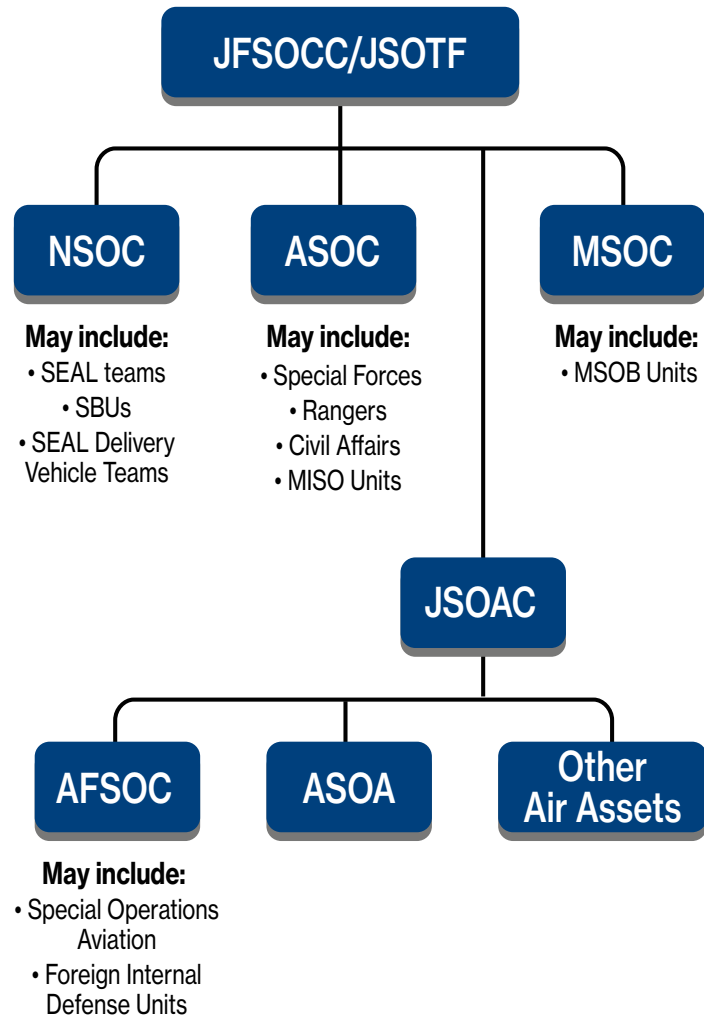 JFSOCC/JSOTF
NSOC
May include:
• SEAL teams
• SBUs
• SEAL Delivery
Vehicle Teams
ASOC
May include:
• Special Forces
• Rangers
• Civil Affairs
• MISO Units
MSOC
May include:
• MSOB Units
JSOAC
AFSOC
May include:
• Special Operations
Aviation
• Foreign Internal
Defense Units
ASOA
Other
Air Assets